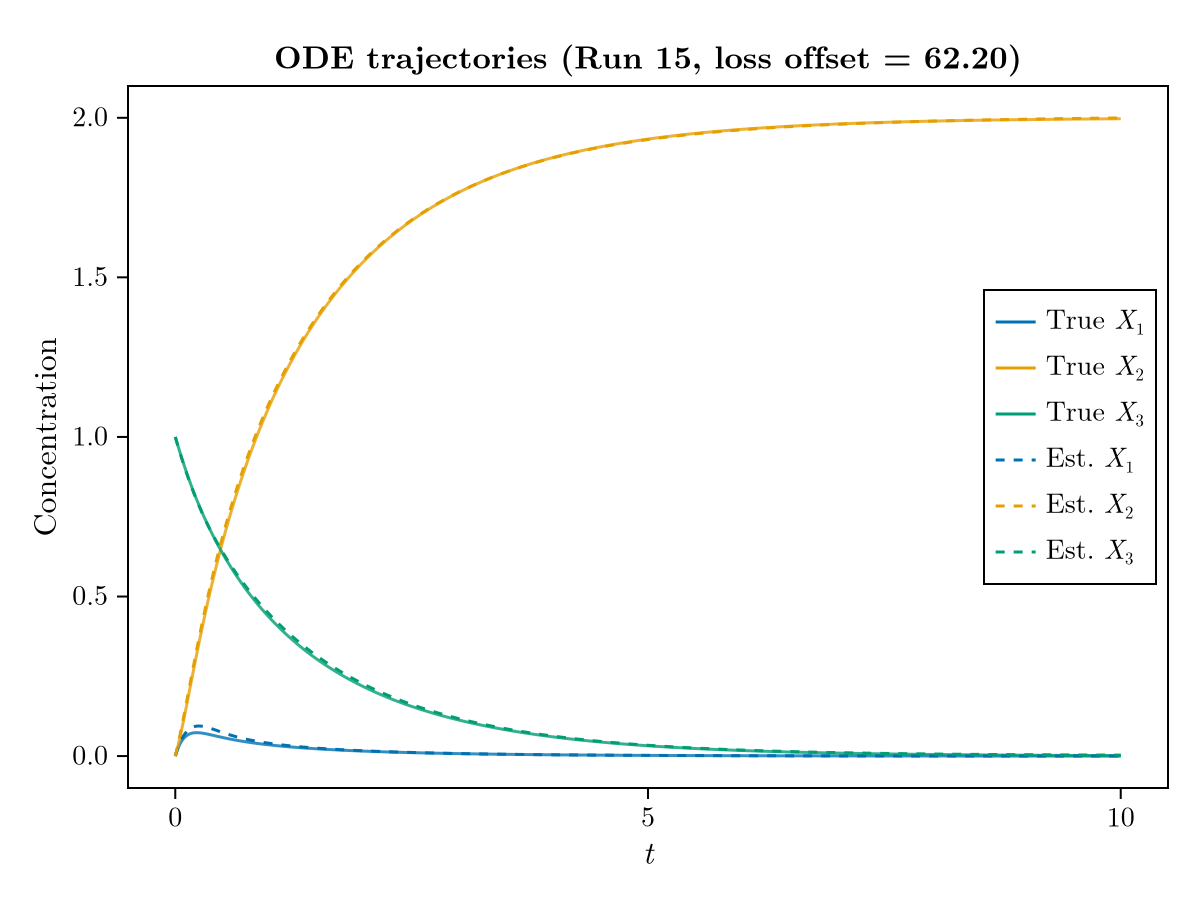 ODE trajectories (Run 15, loss offset = 62.20)
2.0
1.5
1.0
0.5
0.0
Concentration
0
5
10
t
True X₁
True X₂
True X₃
Est. X₁
Est. X₂
Est. X₃